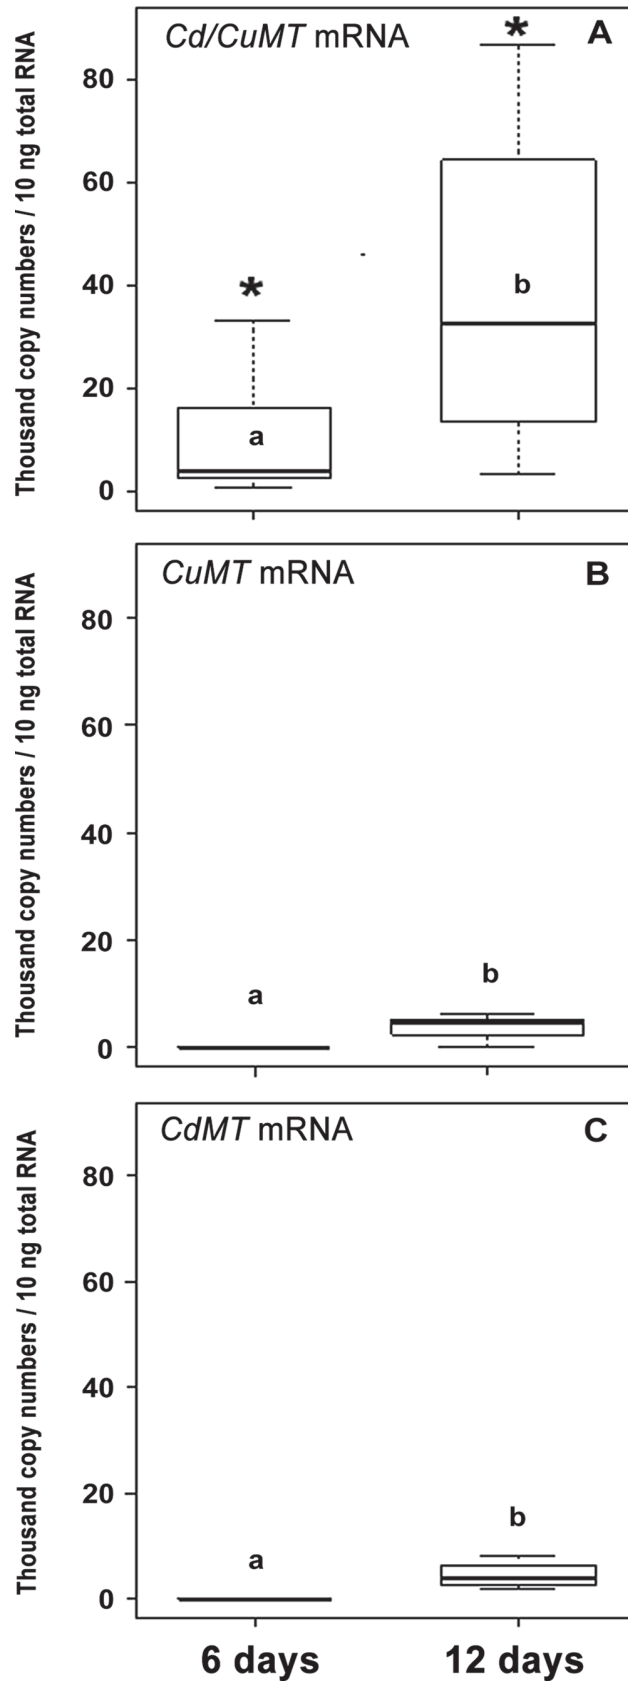 Cd/CuMT mRNA
*
A
Thousand copy numbers / 10 ng total RNA
80
60
40
20
0
*
a
b
CuMT mRNA
B
Thousand copy numbers / 10 ng total RNA
80
60
40
20
0
a
b
CdMT mRNA
C
Thousand copy numbers / 10 ng total RNA
80
60
40
20
0
a
b
6 days
12 days